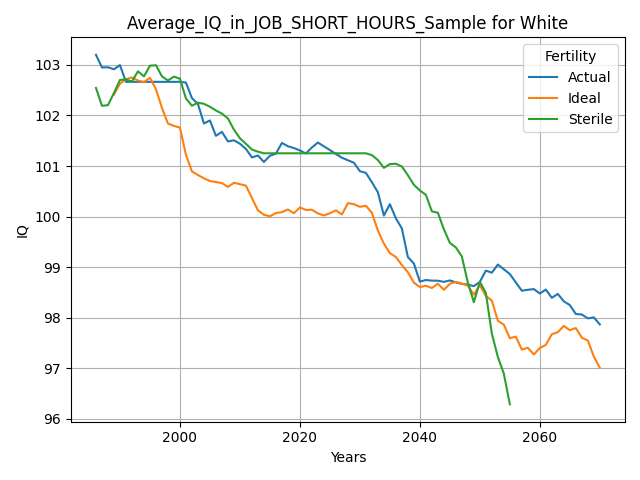 Average_IQ_in_JOB_SHORT_HOURS_Sample for White
Fertility
Actual
Ideal
Sterile
IQ
103
102
101
100
99
98
97
96
2000
2020
2040
2060
Years